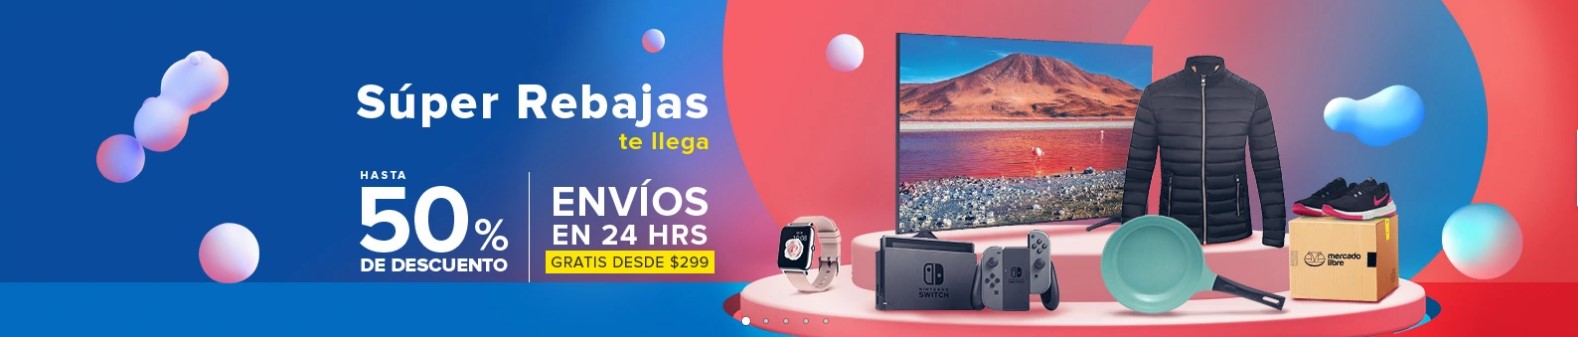 Súper Rebajas
te llega
HASTA
50%
DE DESCUENTO
ENVÍOS
EN 24 HRS
GRATIS DESDE $299
NINTENDO
SWITCH
mercado
libre